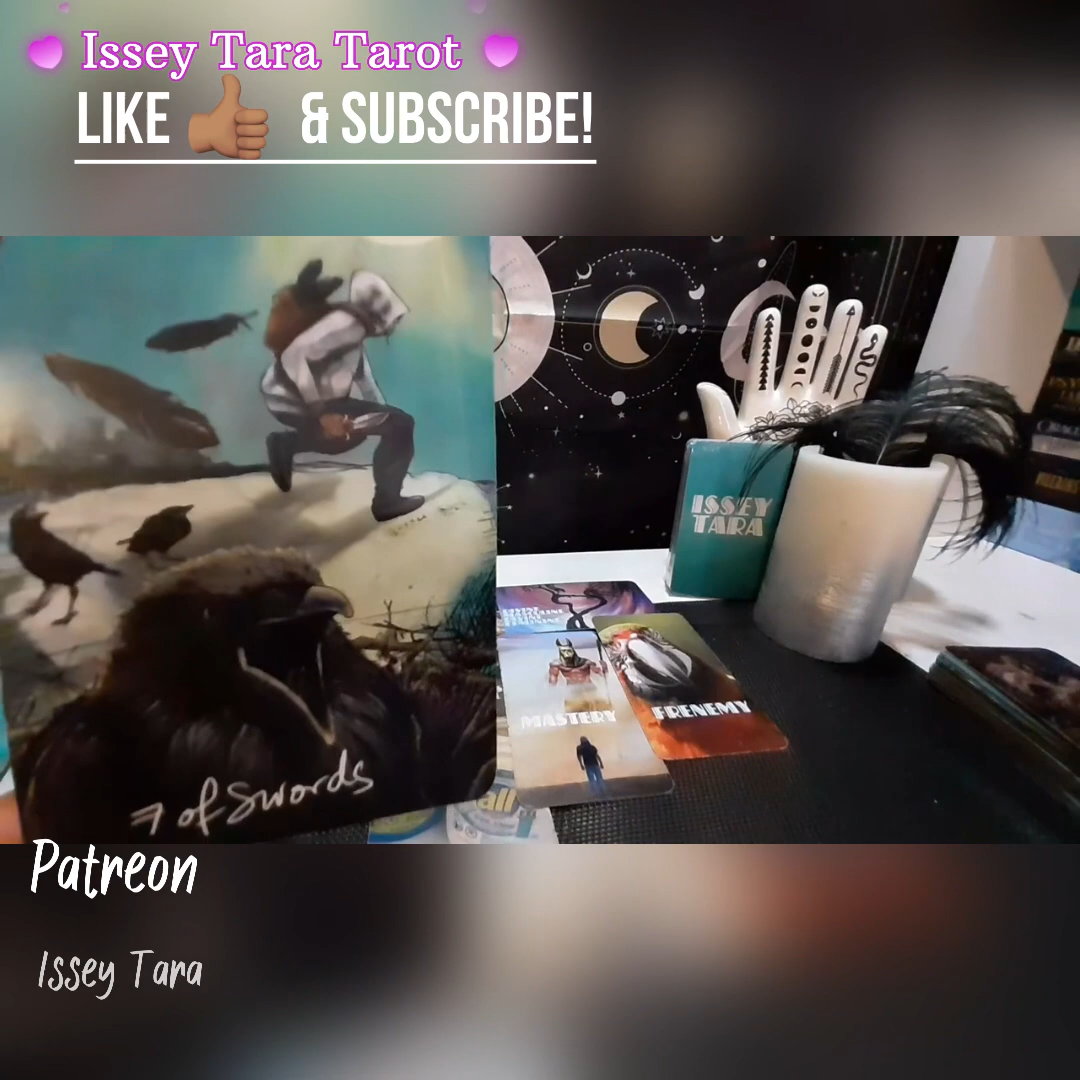 Issey Tara Tarot
LIKE & SUBSCRIBE!
ISSEY
TARA
MASTERY
FRENEMY
7 of Swords
Patreon
Issey Tara